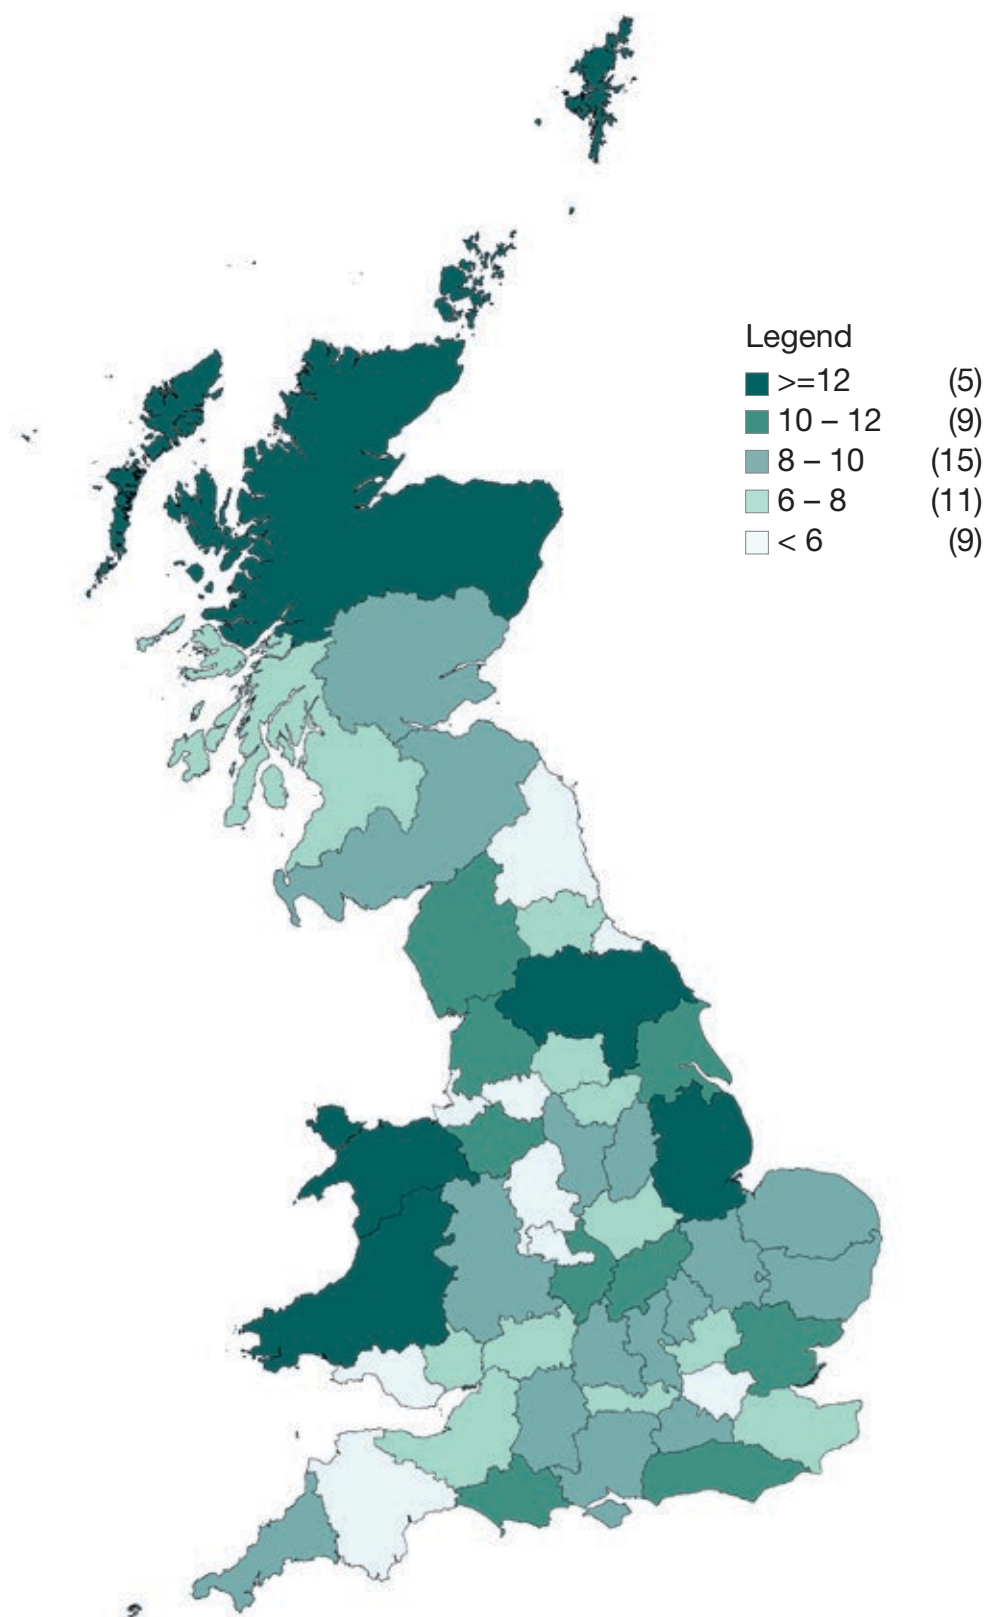 Legend
>=12 (5)
10 – 12 (9)
8 – 10 (15)
6 – 8 (11)
< 6 (9)